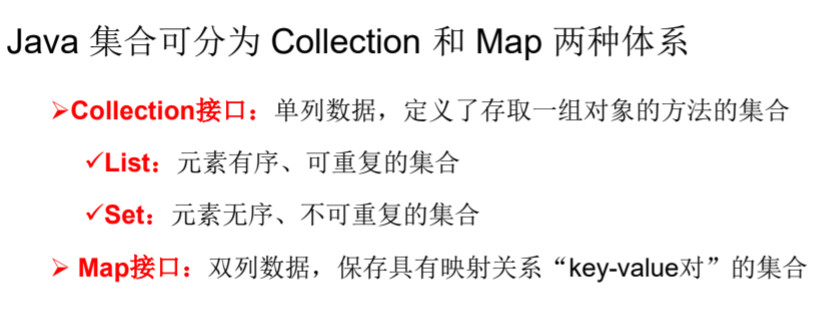 Java 集合可分为 Collection 和 Map 两种体系
➢Collection接口：单列数据，定义了存取一组对象的方法的集合
✓List：元素有序、可重复的集合
✓Set：元素无序、不可重复的集合
➢ Map接口：双列数据，保存具有映射关系“key-value对”的集合